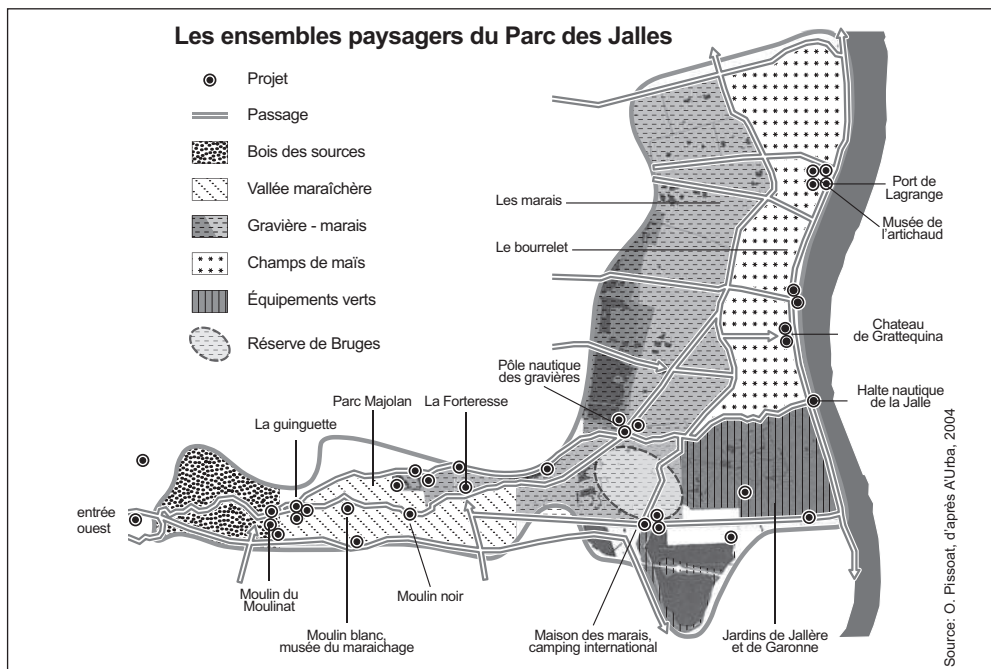 Les ensembles paysagers du Parc des Jalles
Projet
Passage
Bois des sources
Vallée maraîchère
Gravière - marais
Champs de maïs
Équipements verts
Réserve de Bruges
Les marais
Le bourrelet
Port de
Lagrange
Musée de
l'artichaud
Chateau
de Grattequina
Halte nautique
de la Jalle
Pôle nautique
des gravières
Parc Majolan
La Forteresse
La guinguette
entrée
ouest
Moulin du
Moulinat
Moulin noir
Moulin blanc,
musée du maraichage
Maison des marais,
camping international
Jardins de Jallère
et de Garonne
Source: O. Pissoat, d'après A'Urba, 2004